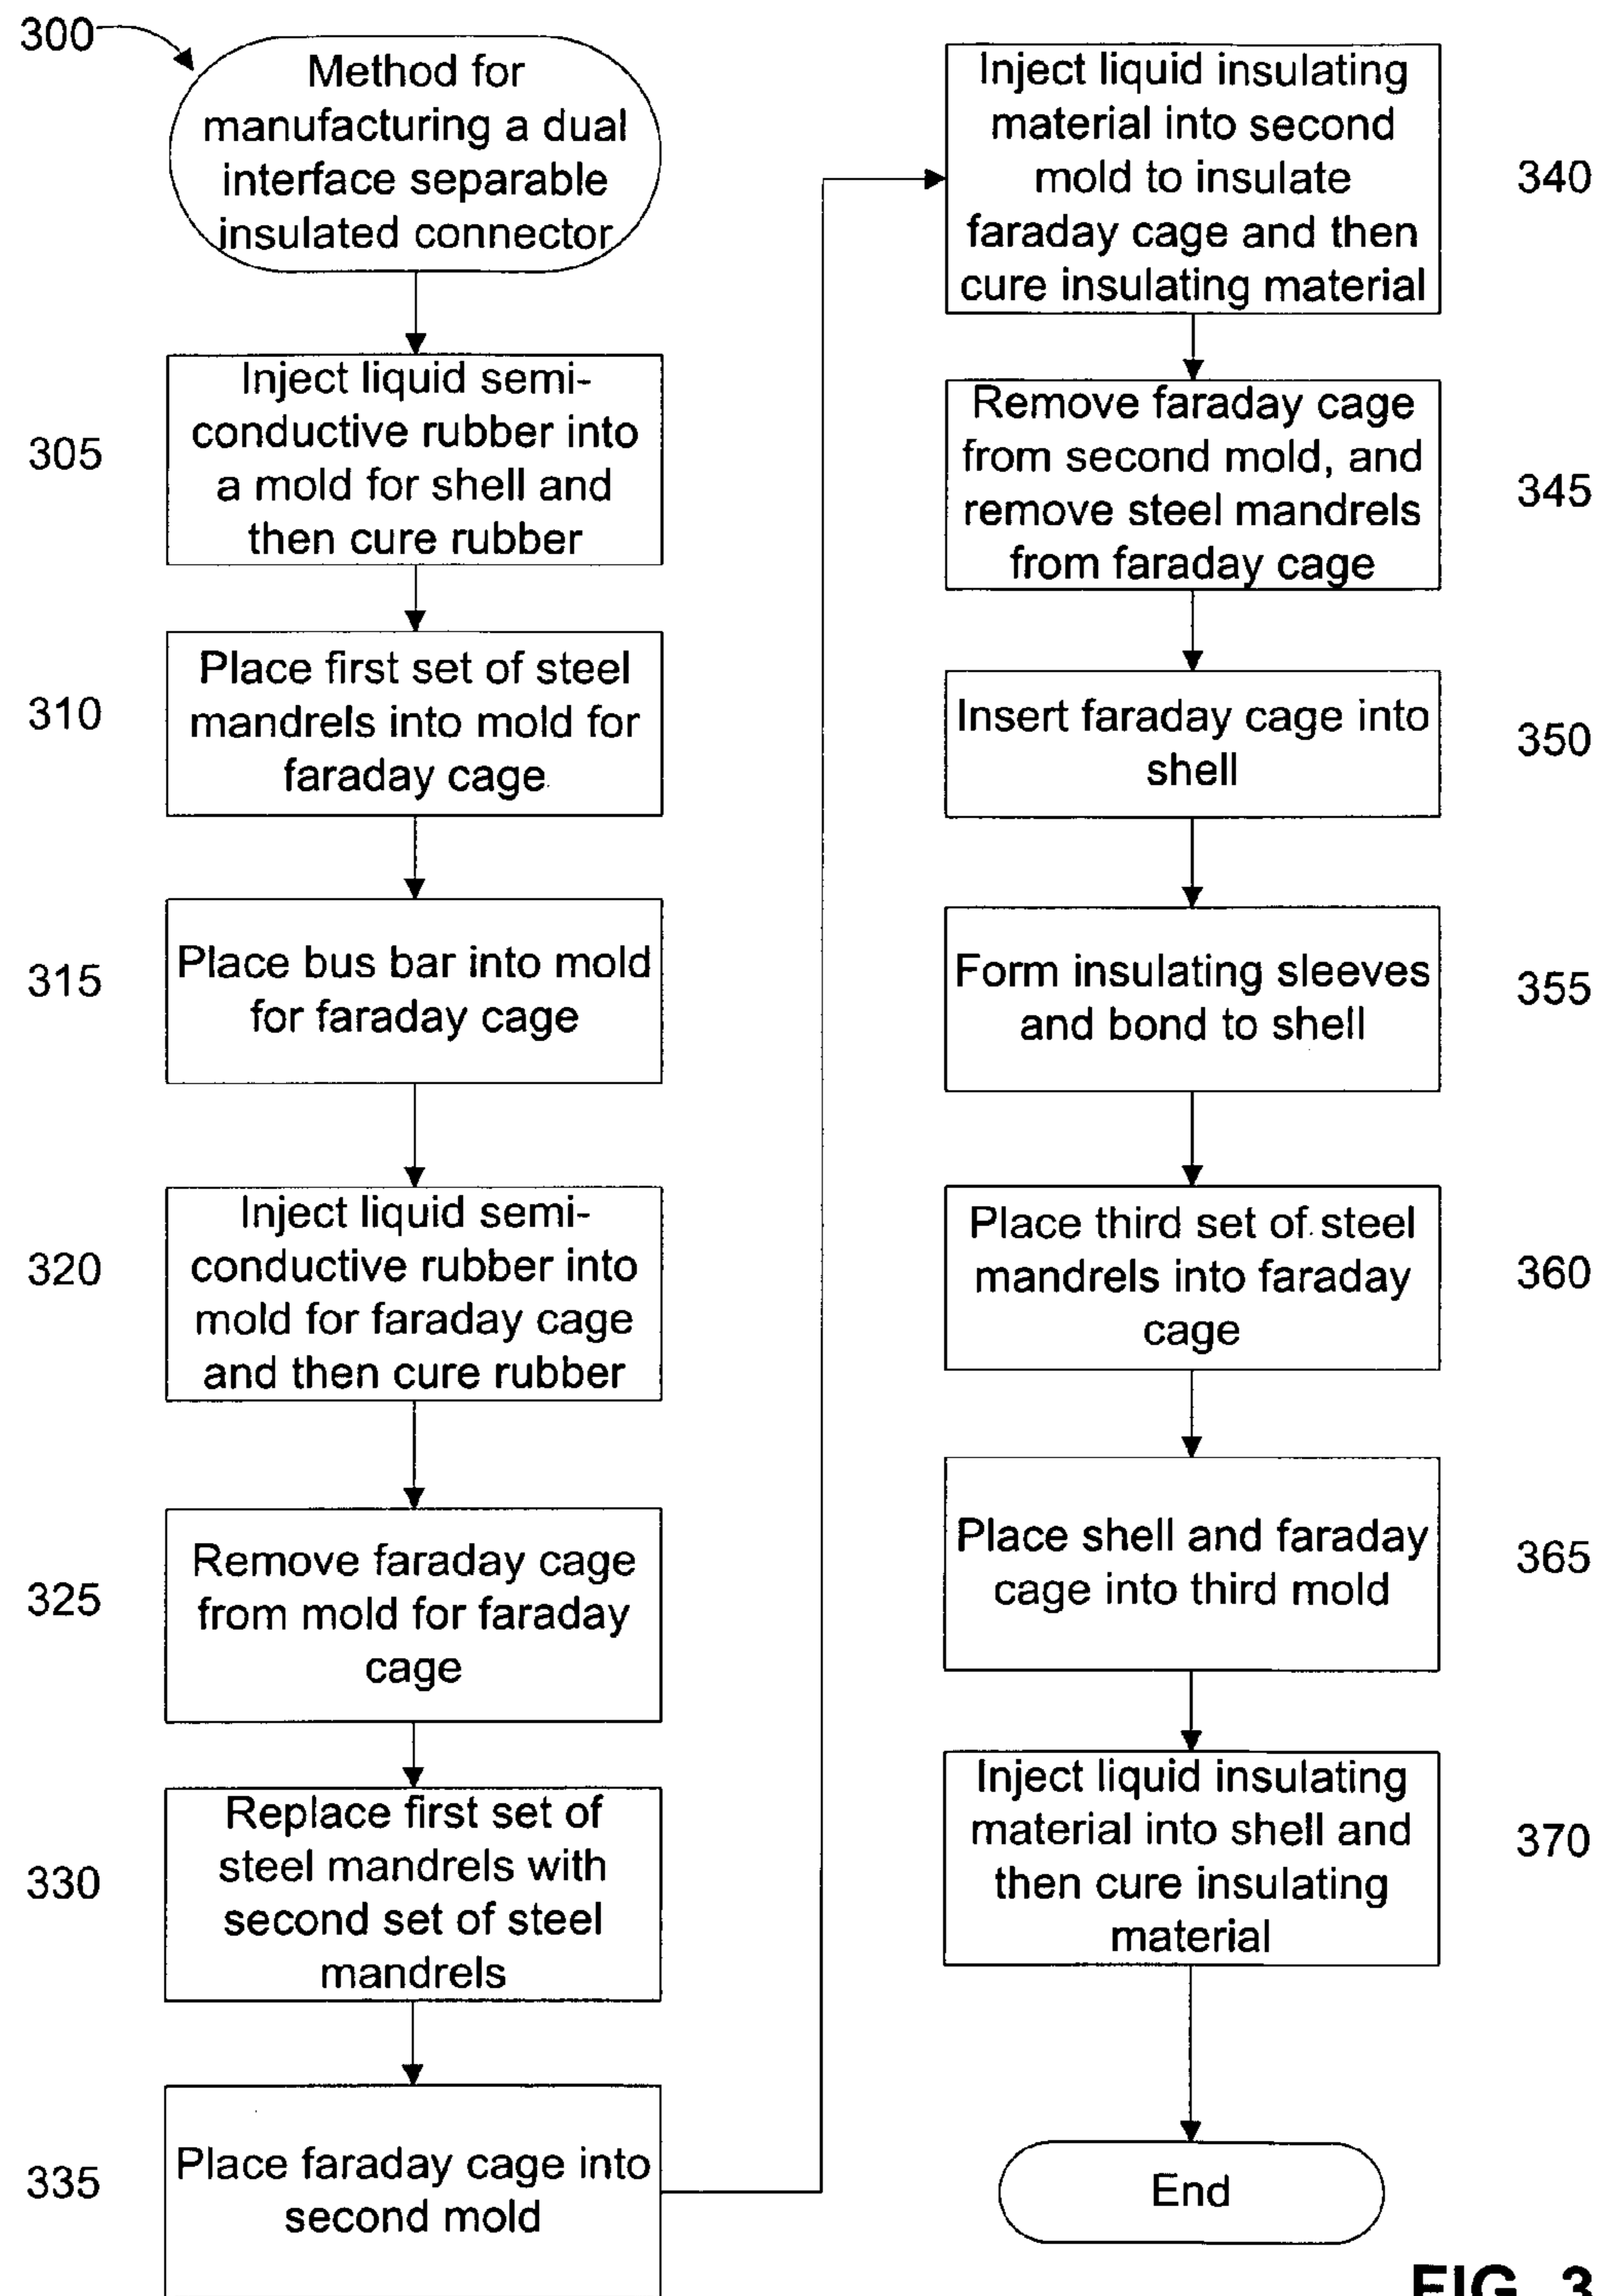 300
Method for
manufacturing a dual
interface separable
insulated connector
305
Inject liquid semi-
conductive rubber into
a mold for shell and
then cure rubber
310
Place first set of steel
mandrels into mold for
faraday cage
315
Place bus bar into mold
for faraday cage
320
Inject liquid semi-
conductive rubber into
mold for faraday cage
and then cure rubber
325
Remove faraday cage
from mold for faraday
cage
330
Replace first set of
steel mandrels with
second set of steel
mandrels
335
Place faraday cage into
second mold
Inject liquid insulating
material into second
mold to insulate
faraday cage and then
cure insulating material
340
Remove faraday cage
from second mold, and
remove steel mandrels
from faraday cage
345
Insert faraday cage into
shell
350
Form insulating sleeves
and bond to shell
355
Place third set of steel
mandrels into faraday
cage
360
Place shell and faraday
cage into third mold
365
Inject liquid insulating
material into shell and
then cure insulating
material
370
End
FIG. 3